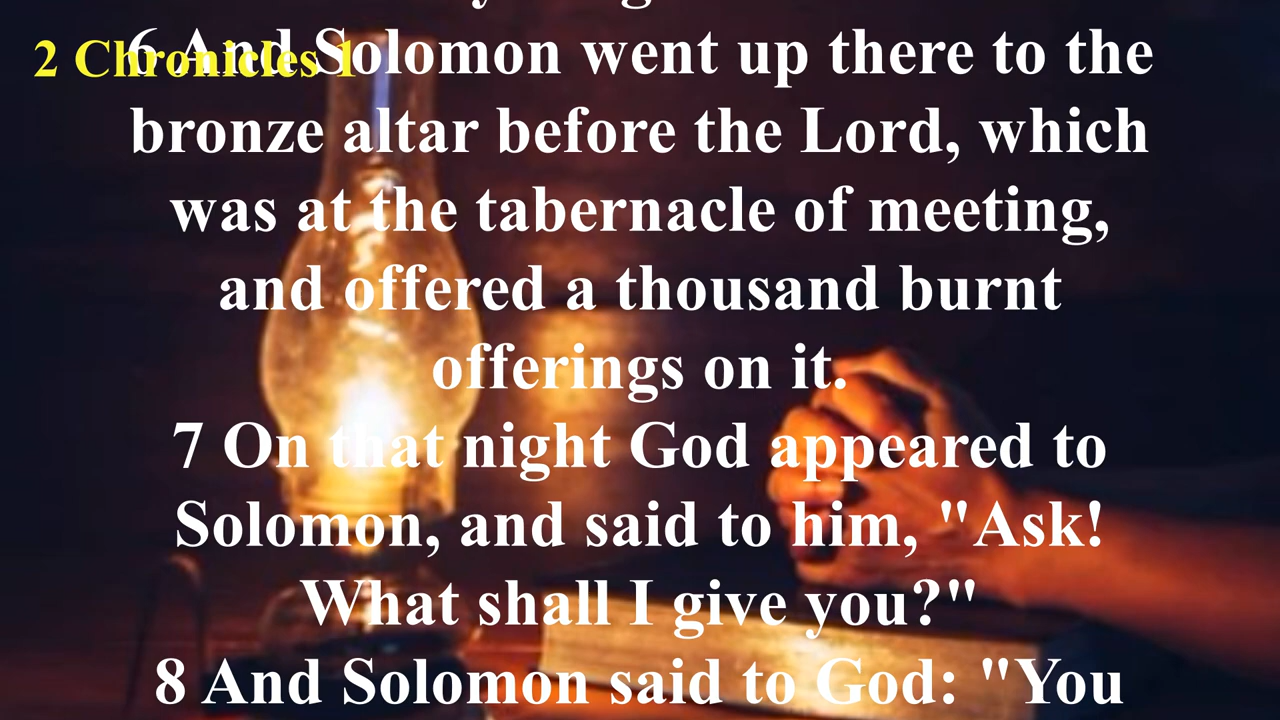 2 Chronicles 1
6 And Solomon went up there to the
bronze altar before the Lord, which
was at the tabernacle of meeting,
and offered a thousand burnt
offerings on it.
7 On that night God appeared to
Solomon, and said to him, "Ask!
What shall I give you?"
8 And Solomon said to God: "You